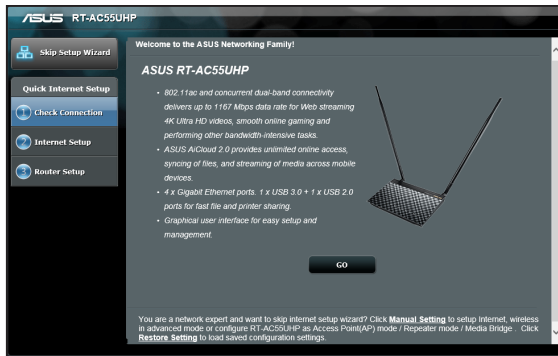 ASUS RT-AC55UHP
Skip Setup Wizard
Quick Internet Setup
1 Check Connection
2 Internet Setup
3 Router Setup
Welcome to the ASUS Networking Family!
ASUS RT-AC55UHP
• 802.11ac and concurrent dual-band connectivity
delivers up to 1167 Mbps data rate for Web streaming
4K Ultra HD videos, smooth online gaming and
performing other bandwidth-intensive tasks.
• ASUS AiCloud 2.0 provides unlimited online access,
syncing of files, and streaming of media across mobile
devices.
• 4 x Gigabit Ethernet ports. 1 x USB 3.0 + 1 x USB 2.0
ports for fast file and printer sharing.
• Graphical user interface for easy setup and
management.
GO
You are a network expert and want to skip internet setup wizard? Click Manual Setting to setup Internet, wireless
in advanced mode or configure RT-AC55UHP as Access Point(AP) mode / Repeater mode / Media Bridge . Click
Restore Setting to load saved configuration settings.